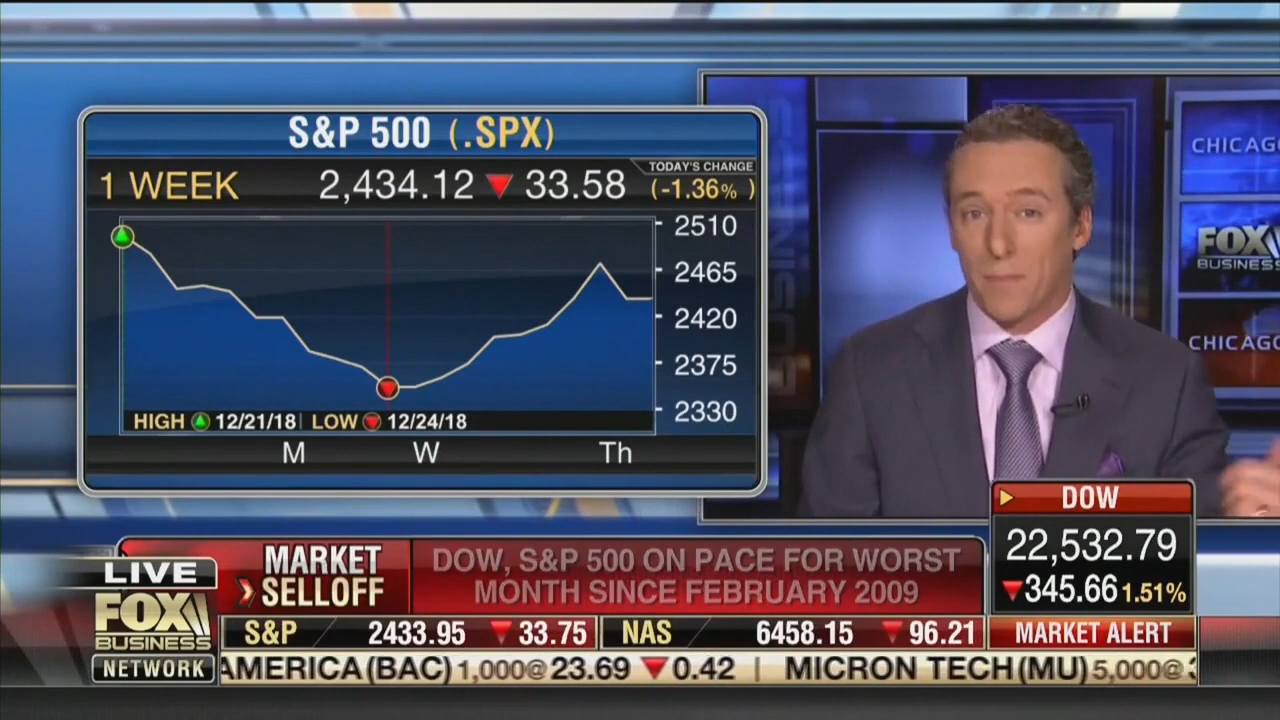 S&P 500 (.SPX)
1 WEEK 2,434.12 ▼ 33.58 TODAY'S CHANGE (-1.36%)
2510
2465
2420
2375
2330
HIGH 12/21/18 | LOW 12/24/18
M W Th
CHICAGO
FOX
BUSINESS
CHICAGO
DOW
22,532.79
▼345.66 1.51%
MARKET ALERT
MARKET
SELLOFF
DOW, S&P 500 ON PACE FOR WORST
MONTH SINCE FEBRUARY 2009
LIVE
FOX
BUSINESS
NETWORK
S&P 2433.95 ▼ 33.75 NAS 6458.15 ▼ 96.21
AMERICA (BAC) 1,000@23.69 ▼ 0.42 | MICRON TECH (MU) 5,000@